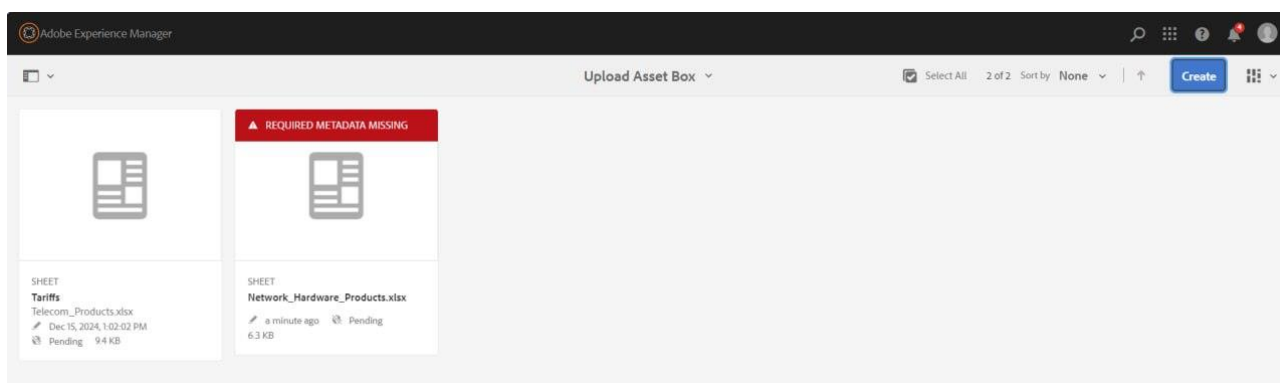 Adobe Experience Manager
4
Upload Asset Box
Select All 2 of 2 Sort by None
Create
REQUIRED METADATA MISSING
SHEET
Tariffs
Telecom_Products.xlsx
Dec 15, 2024, 1:02:02 PM
Pending 9.4 KB
SHEET
Network_Hardware_Products.xlsx
a minute ago Pending
6.3 KB